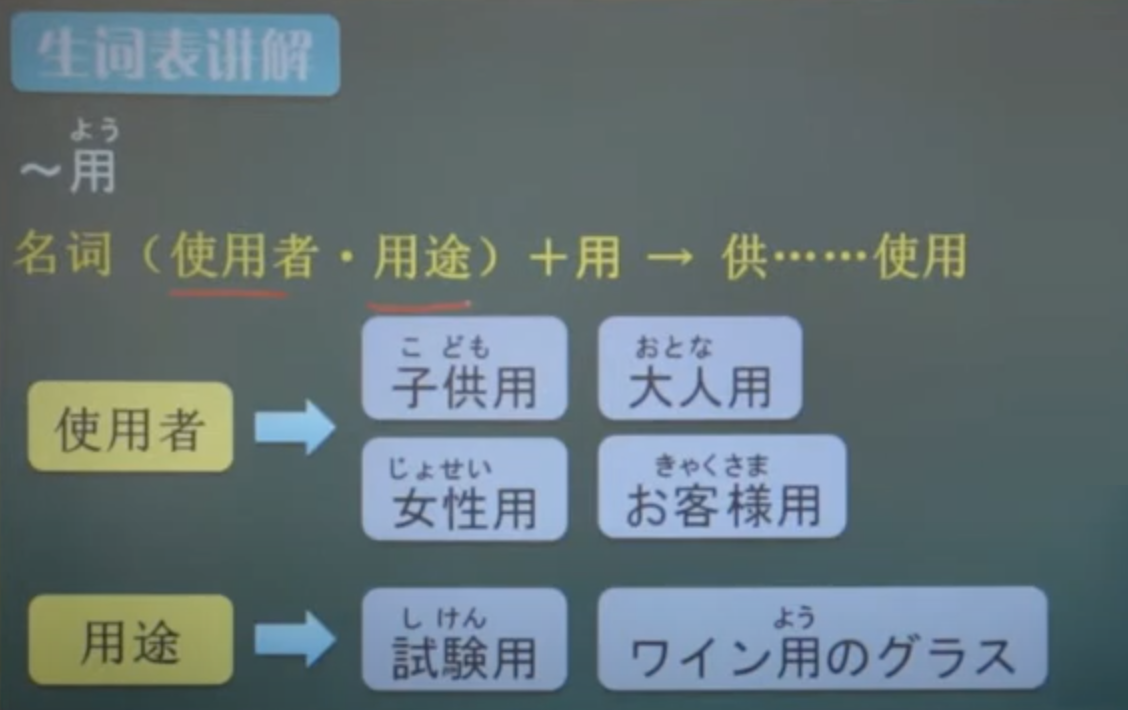 生词表讲解
よう
～用
名词（使用者・用途）＋用 → 供……使用
こ ども　おとな
子供用　大人用
使用者
じょせい　きゃくさま
女性用　お客様用
し けん　よう
用途　試験用　ワイン用のグラス